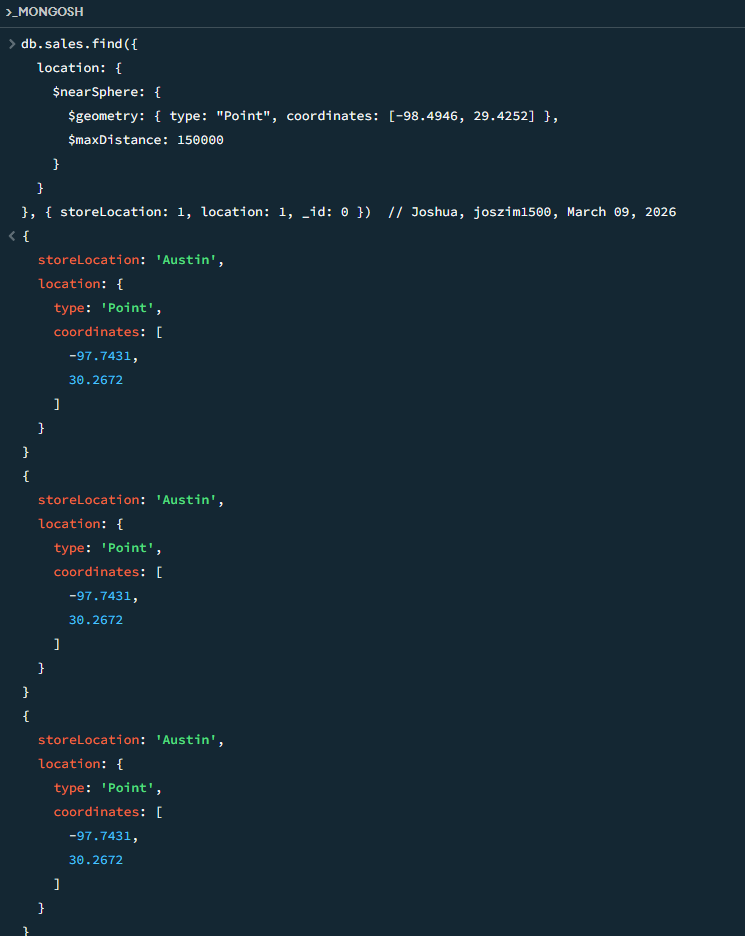 >_MONGOSH
> db.sales.find({
location: {
$nearSphere: {
$geometry: { type: "Point", coordinates: [-98.4946, 29.4252] },
$maxDistance: 150000
}
}
}, { storeLocation: 1, location: 1, _id: 0 })  // Joshua, joszim1500, March 09, 2026
< {
storeLocation: 'Austin',
location: {
type: 'Point',
coordinates: [
-97.7431,
30.2672
]
}
}
{
storeLocation: 'Austin',
location: {
type: 'Point',
coordinates: [
-97.7431,
30.2672
]
}
}
{
storeLocation: 'Austin',
location: {
type: 'Point',
coordinates: [
-97.7431,
30.2672
]
}
}